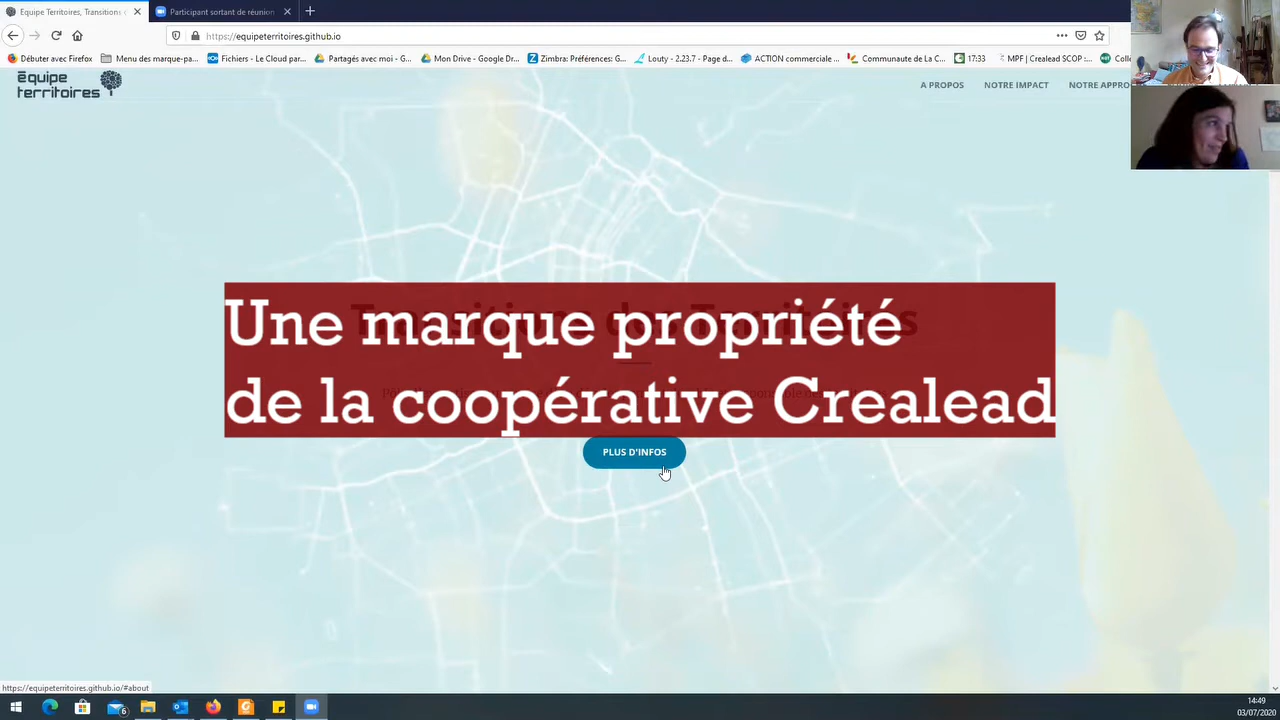 Equipe Territoires, Transitions
Participant sortant de réunion
https://equipeterritoires.github.io
Débuter avec Firefox
Menu des marque-pa...
Fichiers - Le Cloud par...
Partagés avec moi - G...
Mon Drive - Google Dr...
Zimbra: Préférences: G...
Louty - 2.23.7 - Page d...
ACTION commerciale ...
Communaute de La C...
17:33
MPF | Crealead SCOP :...
équipe
territoires
A PROPOS
NOTRE IMPACT
NOTRE APPRO
Une marque propriété
de la coopérative Crealead
PLUS D'INFOS
https://equipeterritoires.github.io/#about
6
14:49
03/07/2020